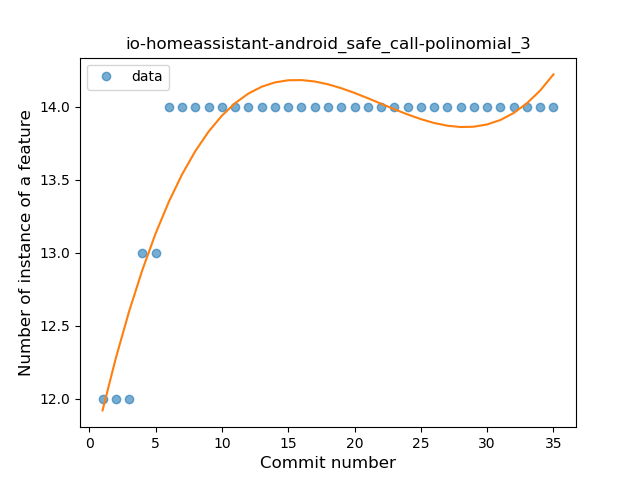 io-homeassistant-android_safe_call-polinomial_3
data
Number of instance of a feature
14.0
13.5
13.0
12.5
12.0
0 5 10 15 20 25 30 35
Commit number